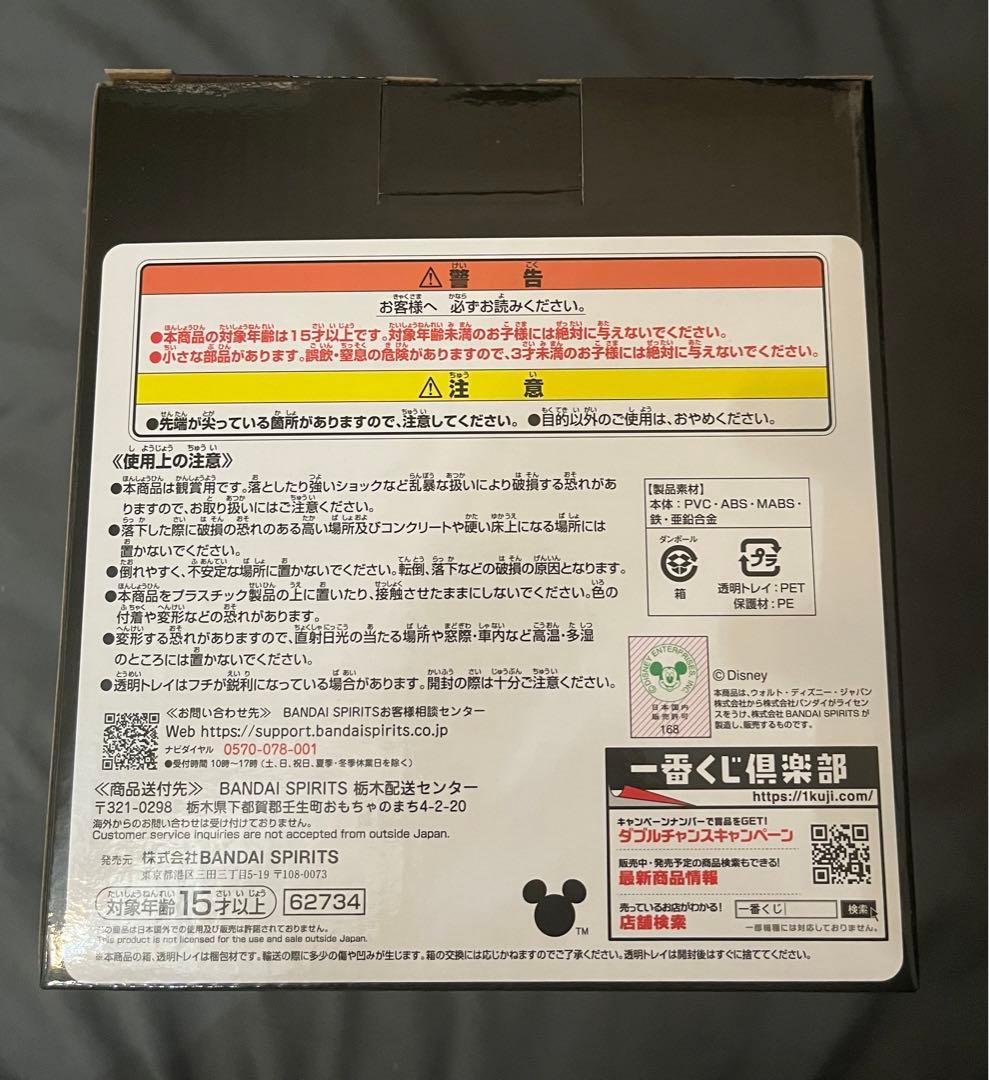 ⚠警告
お客様へ 必ずお読みください。
●本商品の対象年齢は15才以上です。対象年齢未満のお子様には絶対に与えないでください。
●小さな部品があります。誤飲・窒息の危険がありますので、3才未満のお子様には絶対に与えないでください。
⚠注意
●先端が尖っている箇所がありますので、注意してください。●目的以外のご使用は、おやめください。
《使用上の注意》
●本商品は観賞用です。落としたり強いショックなど乱暴な扱いにより破損する恐れがあ
りますので、お取り扱いにはご注意ください。
●落下した際に破損の恐れのある高い場所及びコンクリートや硬い床上になる場所には
置かないでください。
●倒れやすく、不安定な場所に置かないでください。転倒、落下などの破損の原因となります。
●本商品をプラスチック製品の上に置いたり、接触させたままにしないでください。色の
付着や変形などの恐れがあります。
●変形する恐れがありますので、直射日光の当たる場所や窓際・車内など高温・多湿
のところには置かないでください。
●透明トレイはフチが鋭利になっている場合があります。開封の際は十分ご注意ください。
【製品素材】
本体：PVC・ABS・MABS・
鉄・亜鉛合金
ダンボール
箱
プラ
透明トレイ：PET
保護材：PE
© DISNEY ENTERPRISES, INC.
日本国内
販売許可
168
© Disney
本商品は、ウォルト・ディズニー・ジャパン
株式会社から株式会社バンダイがライセン
スをうけ、株式会社 BANDAI SPIRITS が
製造し、販売するものです。
≪お問い合わせ先≫ BANDAI SPIRITSお客様相談センター
Web https://support.bandaispirits.co.jp
ナビダイヤル 0570-078-001
●受付時間 10時～17時（土、日、祝日、夏季・冬季休業日を除く）
≪商品送付先≫ BANDAI SPIRITS 栃木配送センター
〒321-0298 栃木県下都賀郡壬生町おもちゃのまち4-2-20
海外からのお問い合わせは受け付けておりません。
Customer service inquiries are not accepted from outside Japan.
発売元 株式会社BANDAI SPIRITS
東京都港区三田三丁目5-19 〒108-0073
対象年齢15才以上 62734
この商品は日本国外での使用及び販売は許諾されておりません。
This product is not licensed for the use and sale outside Japan.
※本商品の箱、透明トレイは梱包材です。輸送の際に多少の傷や凹みが生じます。箱の交換には応じかねますのでご了承ください。透明トレイは開封後はすぐに捨ててください。
TM
一番くじ倶楽部
https://1kuji.com/
キャンペーンナンバーで賞品をGET!
ダブルチャンスキャンペーン
販売中・発売予定の商品検索もできる!
最新商品情報
売っているお店がわかる!
店舗検索
一番くじ 検索
一部機種には対応しておりません。